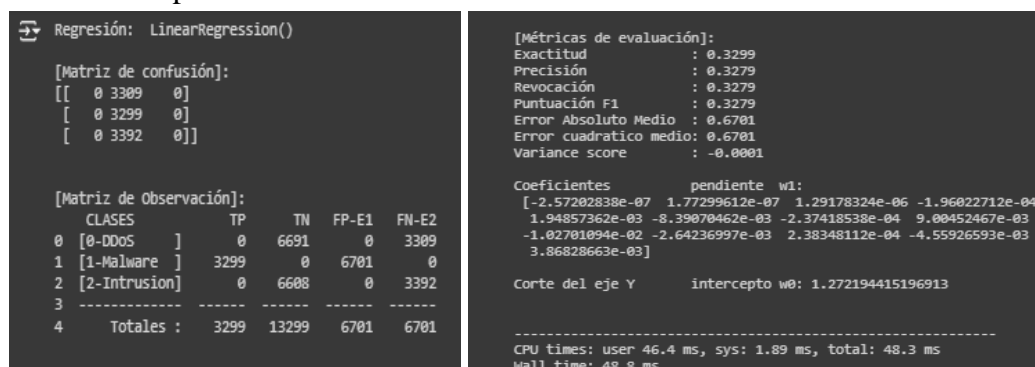 Regresión: LinearRegression()
[Matriz de confusión]:
[[ 0 3309 0]
[ 0 3299 0]
[ 0 3392 0]]
[Matriz de Observación]:
CLASES TP TN FP-E1 FN-E2
0 [0-DDoS ] 0 6691 0 3309
1 [1-Malware ] 3299 0 6701 0
2 [2-Intrusion] 0 6608 0 3392
3 ------------- ------ ------ ------ ------
4 Totales : 3299 13299 6701 6701
[Métricas de evaluación]:
Exactitud : 0.3299
Precisión : 0.3279
Revocación : 0.3279
Puntuación F1 : 0.3279
Error Absoluto Medio : 0.6701
Error cuadratico medio: 0.6701
Variance score : -0.0001
Coeficientes pendiente w1:
[-2.57202838e-07 1.77299612e-07 1.29178324e-06 -1.96022712e-04
1.94857362e-03 -8.39070462e-03 -2.37418538e-04 9.00452467e-03
-1.02701094e-02 -2.64236997e-03 2.38348112e-04 -4.55926593e-03
3.86828663e-03]
Corte del eje Y intercepto w0: 1.272194415196913
--------------------------------------------------------------
CPU times: user 46.4 ms, sys: 1.89 ms, total: 48.3 ms
Wall time: 48.8 ms